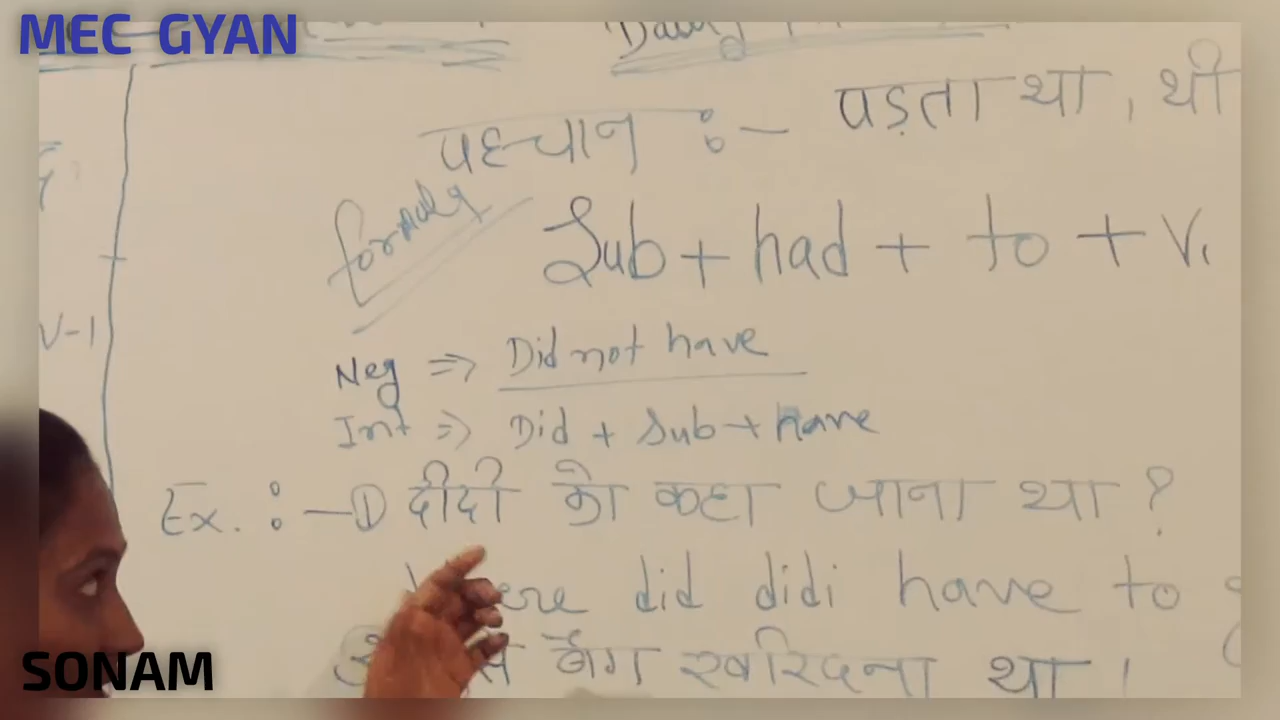 MEC GYAN
पहचान :- पड़ता था, थी
formula
Sub + had + to + V1
V-1
Neg => Did not have
Int => Did + Sub + have
Ex. :- ① दीदी को कहा जाना था ?
did didi have to
बैग खरिदना था ।
SONAM